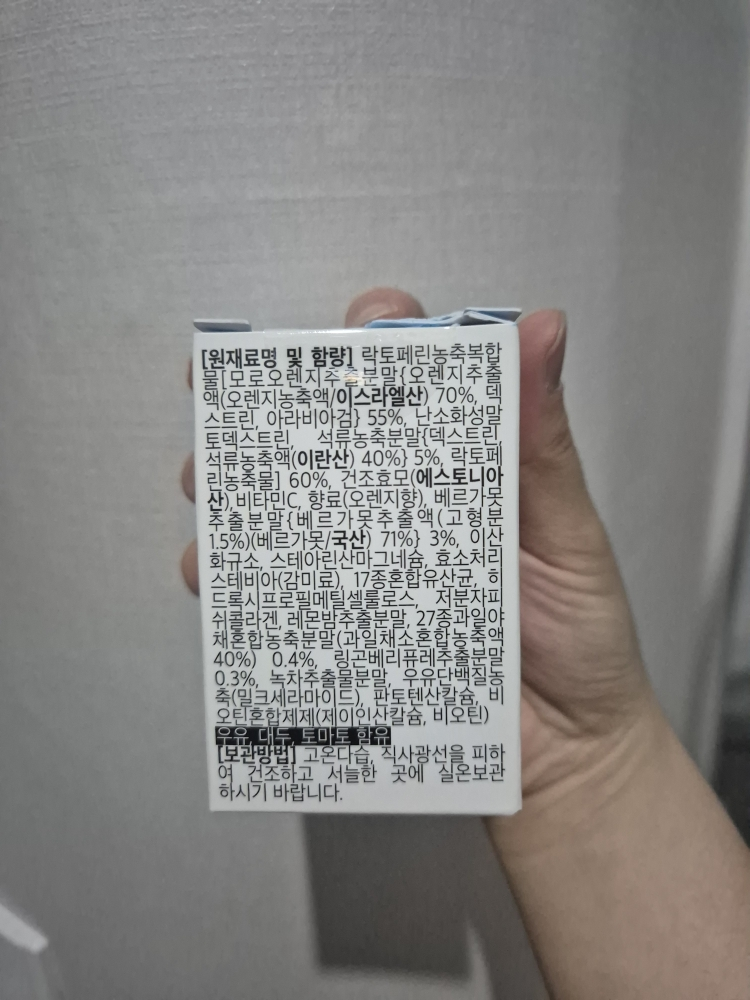 [원재료명 및 함량] 락토페린농축복합
물[모로오렌지추출분말{오렌지추출
액(오렌지농축액/이스라엘산) 70%, 덱
스트린, 아라비아검} 55%, 난소화성말
토덱스트린, 석류농축분말{덱스트린,
석류농축액(이란산) 40%} 5%, 락토페
린농축물] 60%, 건조효모(에스토니아
산),비타민C, 향료(오렌지향), 베르가못
추출분말{베르가못추출액(고형분
1.5%)(베르가못/국산) 71%} 3%, 이산
화규소, 스테아린산마그네슘, 효소처리
스테비아(감미료), 17종혼합유산균, 히
드록시프로필메틸셀룰로스, 저분자피
쉬콜라겐, 레몬밤추출분말, 27종과일야
채혼합농축분말(과일채소혼합농축액
40%) 0.4%, 링곤베리퓨레추출분말
0.3%, 녹차추출물분말, 우유단백질농
축(밀크세라마이드), 판토텐산칼슘, 비
오틴혼합제제(제이인산칼슘, 비오틴)
우유, 대두, 토마토 함유
[보관방법] 고온다습, 직사광선을 피하
여 건조하고 서늘한 곳에 실온보관
하시기 바랍니다.